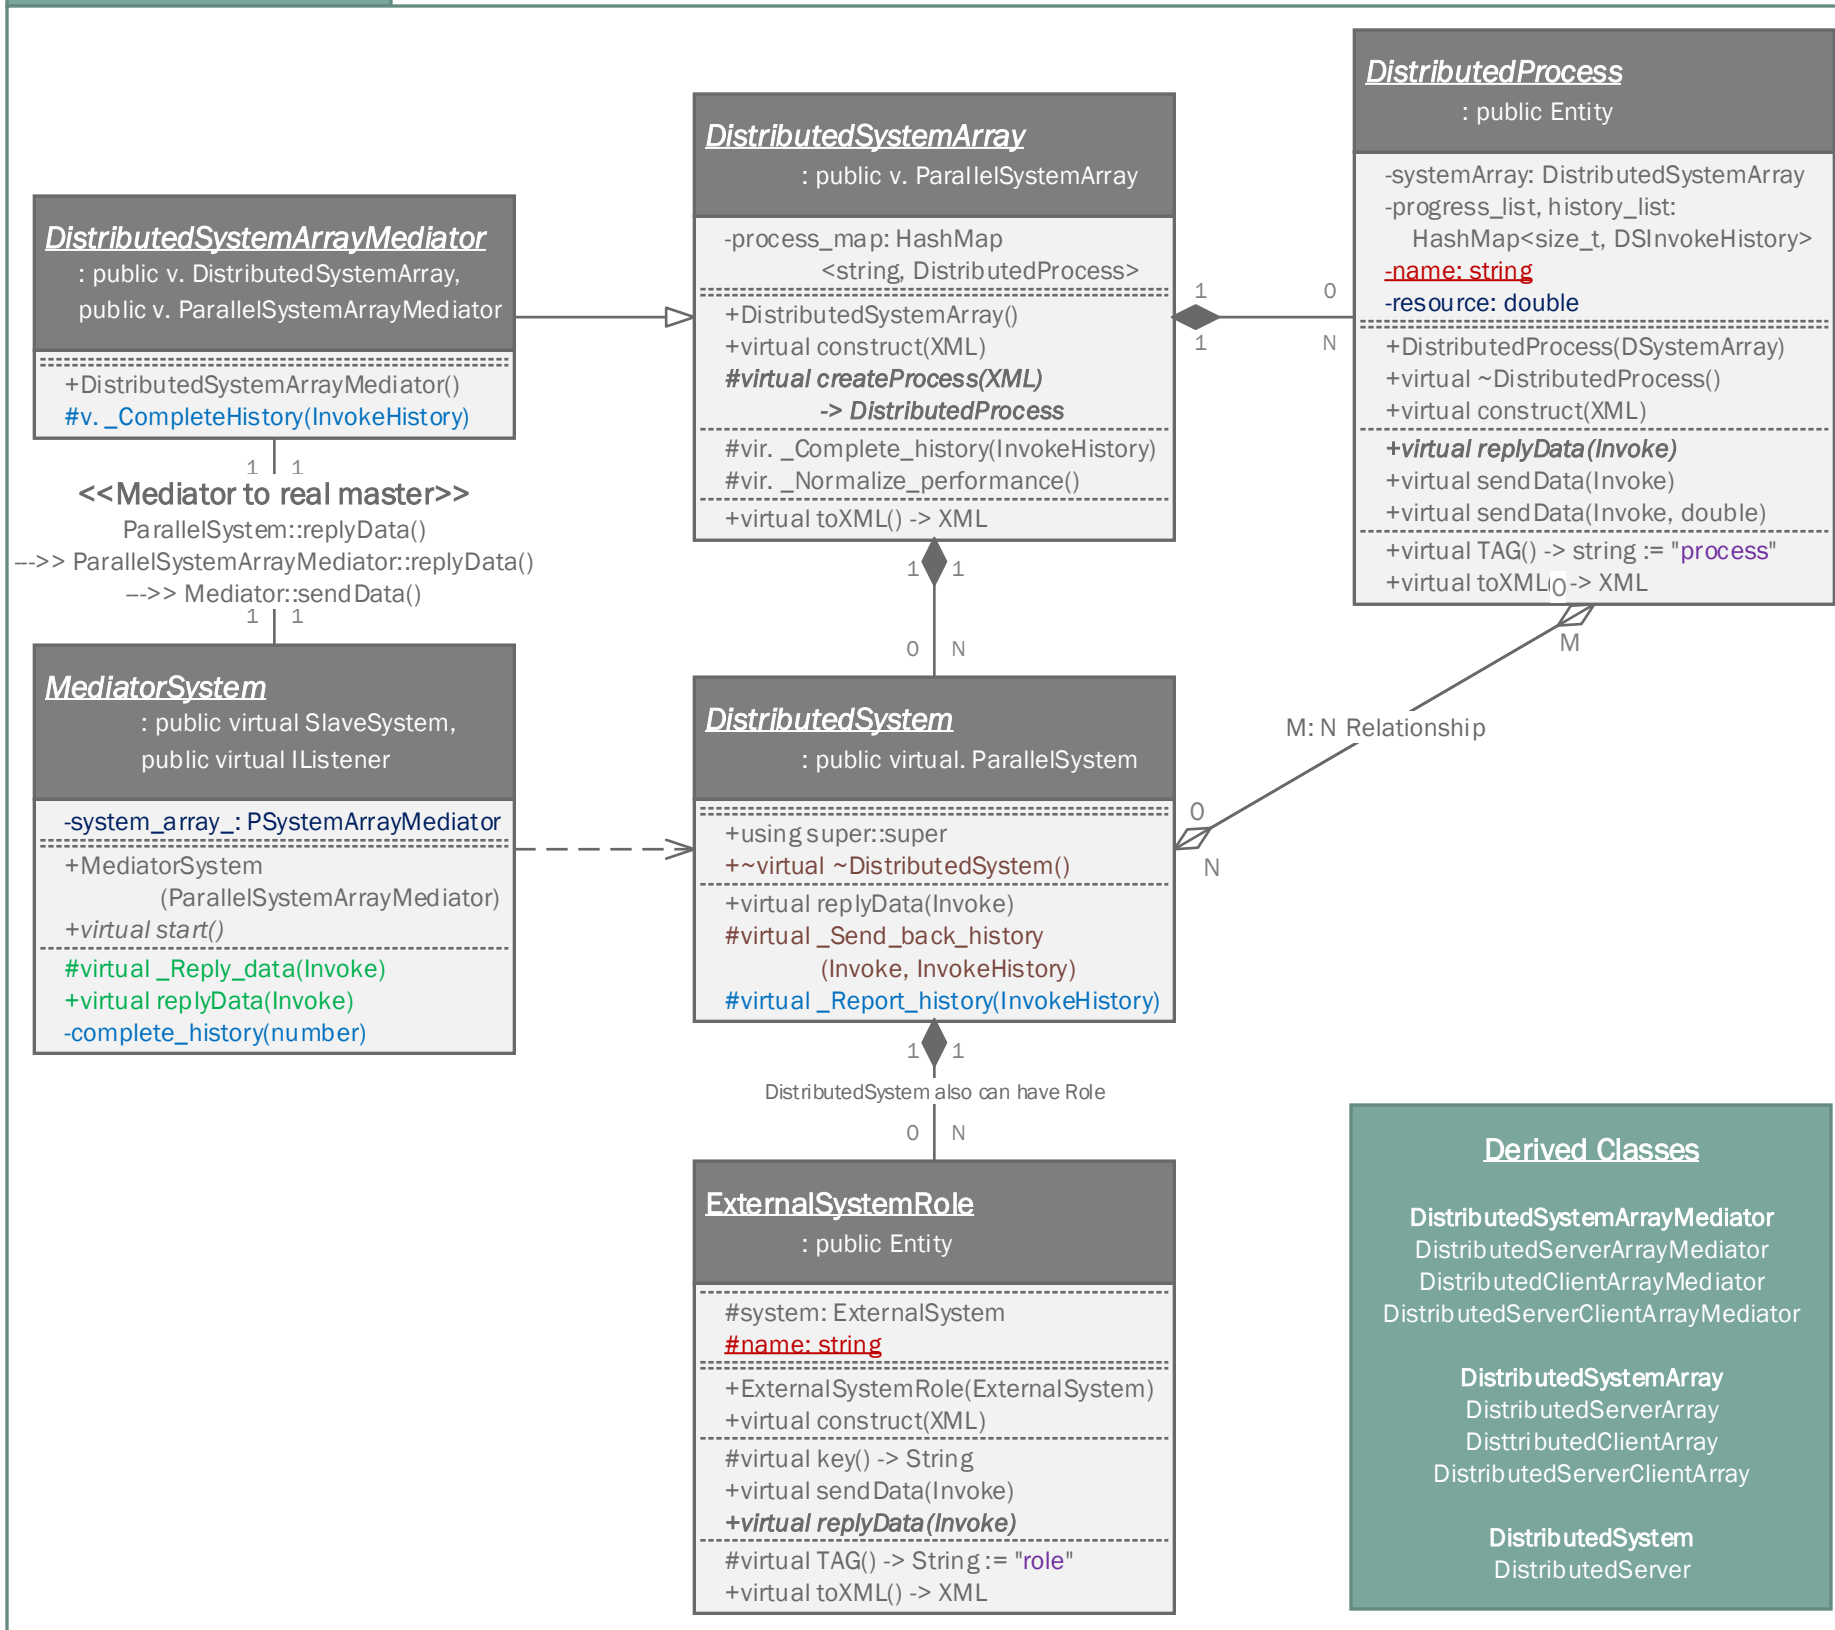 DistributedProcess
: public Entity
-systemArray: DistributedSystemArray
-progress_list, history_list:
HashMap<size_t, DSInvokeHistory>
-name: string
-resource: double
+DistributedProcess(DSystemArray)
+virtual ~DistributedProcess()
+virtual construct(XML)
+virtual replyData(Invoke)
+virtual sendData(Invoke)
+virtual sendData(Invoke, double)
+virtual TAG() -> string := "process"
+virtual toXML() -> XML
DistributedSystemArray
: public v. ParallelSystemArray
-process_map: HashMap
<string, DistributedProcess>
+DistributedSystemArray()
+virtual construct(XML)
#virtual createProcess(XML)
-> DistributedProcess
#vir. _Complete_history(InvokeHistory)
#vir. _Normalize_performance()
+virtual toXML() -> XML
1
0
1
N
DistributedSystemArrayMediator
: public v. DistributedSystemArray,
public v. ParallelSystemArrayMediator
+DistributedSystemArrayMediator()
#v. _CompleteHistory(InvokeHistory)
1 1
<<Mediator to real master>>
ParallelSystem::replyData()
--->> ParallelSystemArrayMediator::replyData()
--->> Mediator::sendData()
1 1
MediatorSystem
: public virtual SlaveSystem,
public virtual IListener
-system_array_: PSystemArrayMediator
+MediatorSystem
(ParallelSystemArrayMediator)
+virtual start()
#virtual _Reply_data(Invoke)
+virtual replyData(Invoke)
-complete_history(number)
1 1
0 N
DistributedSystem
: public virtual. ParallelSystem
+using super::super
+~virtual ~DistributedSystem()
+virtual replyData(Invoke)
#virtual _Send_back_history
(Invoke, InvokeHistory)
#virtual _Report_history(InvokeHistory)
0
M
M: N Relationship
0
N
1 1
DistributedSystem also can have Role
0 N
ExternalSystemRole
: public Entity
#system: ExternalSystem
#name: string
+ExternalSystemRole(ExternalSystem)
+virtual construct(XML)
#virtual key() -> String
+virtual sendData(Invoke)
+virtual replyData(Invoke)
#virtual TAG() -> String := "role"
+virtual toXML() -> XML
Derived Classes
DistributedSystemArrayMediator
DistributedServerArrayMediator
DistributedClientArrayMediator
DistributedServerClientArrayMediator
DistributedSystemArray
DistributedServerArray
DisttributedClientArray
DistributedServerClientArray
DistributedSystem
DistributedServer